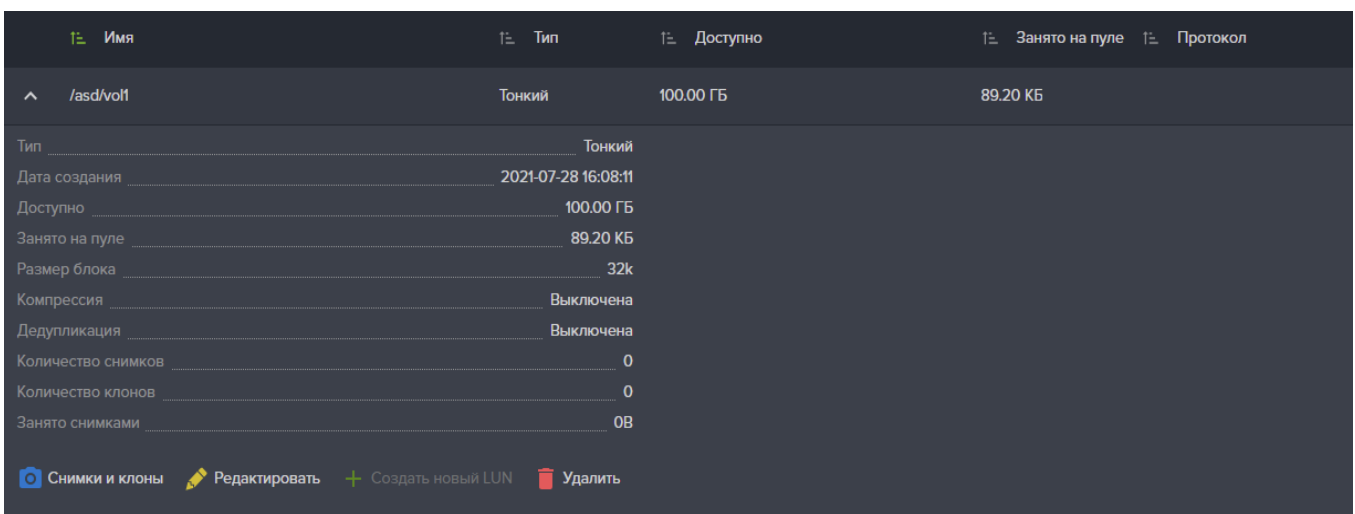 Имя Тип Доступно Занято на пуле Протокол
/asd/vol1 Тонкий 100.00 ГБ 89.20 КБ
Тип Тонкий
Дата создания 2021-07-28 16:08:11
Доступно 100.00 ГБ
Занято на пуле 89.20 КБ
Размер блока 32k
Компрессия Выключена
Дедупликация Выключена
Количество снимков 0
Количество клонов 0
Занято снимками 0B
Снимки и клоны Редактировать Создать новый LUN Удалить